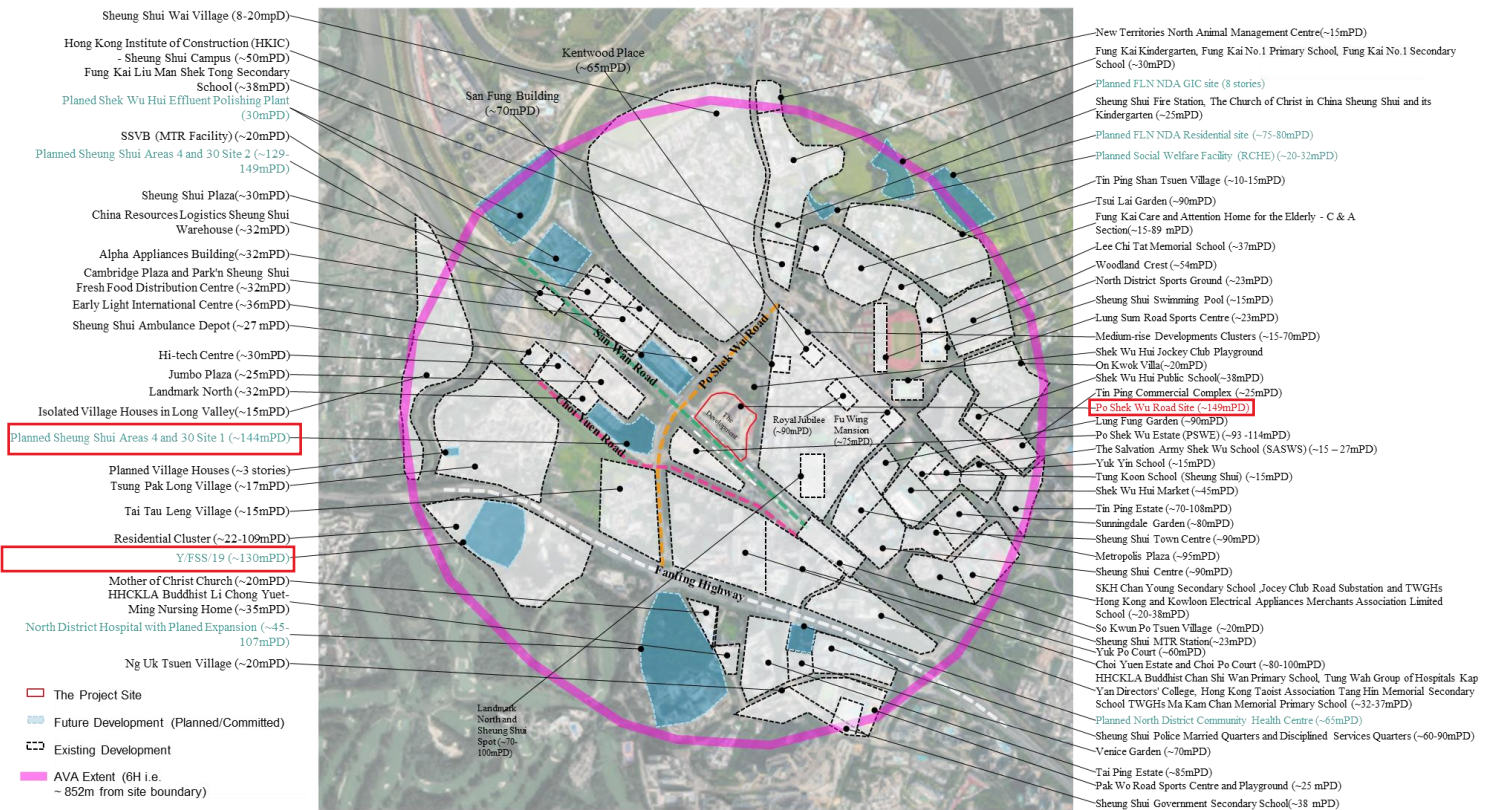 Sheung Shui Wai Village (8-20mpD)
Hong Kong Institute of Construction (HKIC)
- Sheung Shui Campus (~50mPD)
Fung Kai Liu Man Shek Tong Secondary
School (~38mPD)
Planed Shek Wu Hui Effluent Polishing Plant
(30mPD)
SSVB (MTR Facility) (~20mPD)
Planned Sheung Shui Areas 4 and 30 Site 2 (~129-
149mPD)
Sheung Shui Plaza(~30mPD)
China Resources Logistics Sheung Shui
Warehouse (~32mPD)
Alpha Appliances Building(~32mPD)
Cambridge Plaza and Park'n Sheung Shui
Fresh Food Distribution Centre (~32mPD)
Early Light International Centre (~36mPD)
Sheung Shui Ambulance Depot (~27 mPD)
Hi-tech Centre (~30mPD)
Jumbo Plaza (~25mPD)
Landmark North (~32mPD)
Isolated Village Houses in Long Valley(~15mPD)
Planned Sheung Shui Areas 4 and 30 Site 1 (~144mPD)
Planned Village Houses (~3 stories)
Tsung Pak Long Village (~17mPD)
Tai Tau Leng Village (~15mPD)
Residential Cluster (~22-109mPD)
Y/FSS/19 (~130mPD)
Mother of Christ Church (~20mPD)
HHCKLA Buddhist Li Chong Yuet-
Ming Nursing Home (~35mPD)
North District Hospital with Planed Expansion (~45-
107mPD)
Ng Uk Tsuen Village (~20mPD)
The Project Site
Future Development (Planned/Committed)
Existing Development
AVA Extent (6H i.e.
~ 852m from site boundary)
Kentwood Place
(~65mPD)
San Fung Building
(~70mPD)
San Wan Road
Po Shek Wu Road
Choi Yuen Road
The
Development
Royal Jubilee
(~90mPD)
Fu Wing
Mansion
(~75mPD)
Fanling Highway
Landmark
North and
Sheung Shui
Spot (~70-
100mPD)
New Territories North Animal Management Centre(~15mPD)
Fung Kai Kindergarten, Fung Kai No.1 Primary School, Fung Kai No.1 Secondary
School (~30mPD)
Planned FLN NDA GIC site (8 stories)
Sheung Shui Fire Station, The Church of Christ in China Sheung Shui and its
Kindergarten (~25mPD)
Planned FLN NDA Residential site (~75-80mPD)
Planned Social Welfare Facility (RCHE) (~20-32mPD)
Tin Ping Shan Tsuen Village (~10-15mPD)
Tsui Lai Garden (~90mPD)
Fung Kai Care and Attention Home for the Elderly - C & A
Section(~15-89 mPD)
Lee Chi Tat Memorial School (~37mPD)
Woodland Crest (~54mPD)
North District Sports Ground (~23mPD)
Sheung Shui Swimming Pool (~15mPD)
Lung Sum Road Sports Centre (~23mPD)
Medium-rise Developments Clusters (~15-70mPD)
Shek Wu Hui Jockey Club Playground
On Kwok Villa(~20mPD)
Shek Wu Hui Public School(~38mPD)
Tin Ping Commercial Complex (~25mPD)
Po Shek Wu Road Site (~149mPD)
Lung Fung Garden (~90mPD)
Po Shek Wu Estate (PSWE) (~93 -114mPD)
The Salvation Army Shek Wu School (SASWS) (~15 – 27mPD)
Yuk Yin School (~15mPD)
Tung Koon School (Sheung Shui) (~15mPD)
Shek Wu Hui Market (~45mPD)
Tin Ping Estate (~70-108mPD)
Sunningdale Garden (~80mPD)
Sheung Shui Town Centre (~90mPD)
Metropolis Plaza (~95mPD)
Sheung Shui Centre (~90mPD)
SKH Chan Young Secondary School ,Jocey Club Road Substation and TWGHs
Hong Kong and Kowloon Electrical Appliances Merchants Association Limited
School (~20-38mPD)
So Kwun Po Tsuen Village (~20mPD)
Sheung Shui MTR Station(~23mPD)
Yuk Po Court (~60mPD)
Choi Yuen Estate and Choi Po Court (~80-100mPD)
HHCKLA Buddhist Chan Shi Wan Primary School, Tung Wah Group of Hospitals Kap
Yan Directors' College, Hong Kong Taoist Association Tang Hin Memorial Secondary
School TWGHs Ma Kam Chan Memorial Primary School (~32-37mPD)
Planned North District Community Health Centre (~65mPD)
Sheung Shui Police Married Quarters and Disciplined Services Quarters (~60-90mPD)
Venice Garden (~70mPD)
Tai Ping Estate (~85mPD)
Pak Wo Road Sports Centre and Playground (~25 mPD)
Sheung Shui Government Secondary School(~38 mPD)